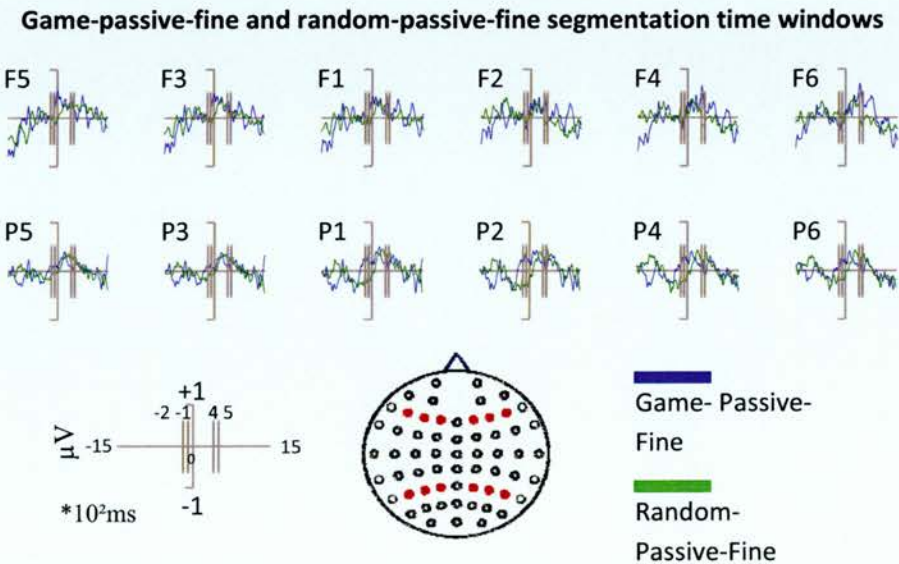 Game-passive-fine and random-passive-fine segmentation time windows
F5 F3 F1 F2 F4 F6
P5 P3 P1 P2 P4 P6
+1
-2 -1 4 5
μV -15 15
0
-1
*10²ms
Game- Passive-
Fine
Random-
Passive-Fine